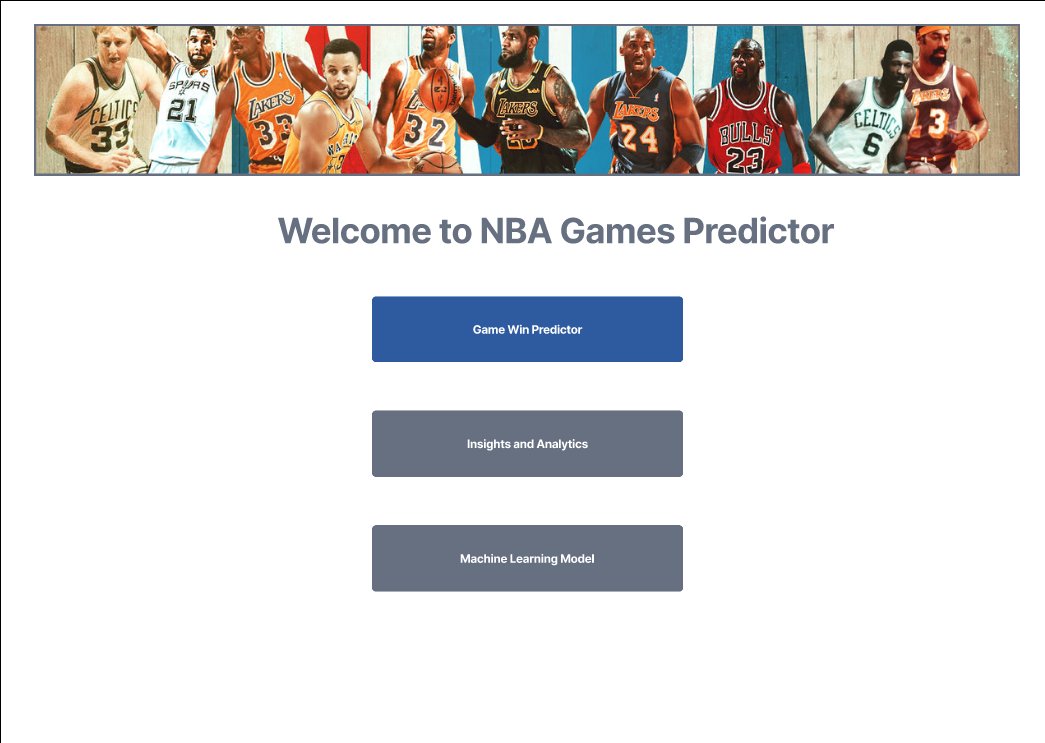 CELTICS
33
SPURS
21
LAKERS
33
LAKERS
32
LAKERS
23
LAKERS
24
BULLS
23
CELTICS
6
LAKERS
13
Welcome to NBA Games Predictor
Game Win Predictor
Insights and Analytics
Machine Learning Model